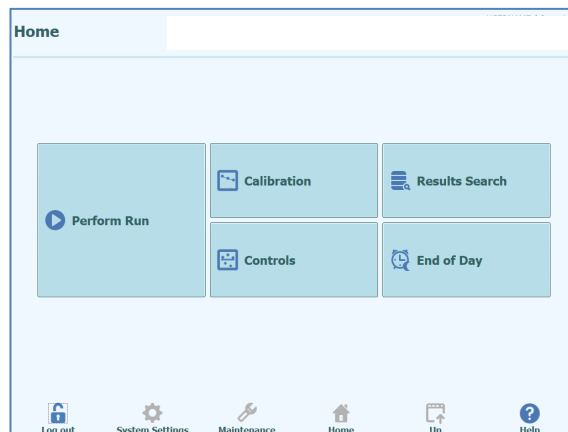 Home
Perform Run
Calibration
Results Search
Controls
End of Day
Log out
System Settings
Maintenance
Home
Up
Help